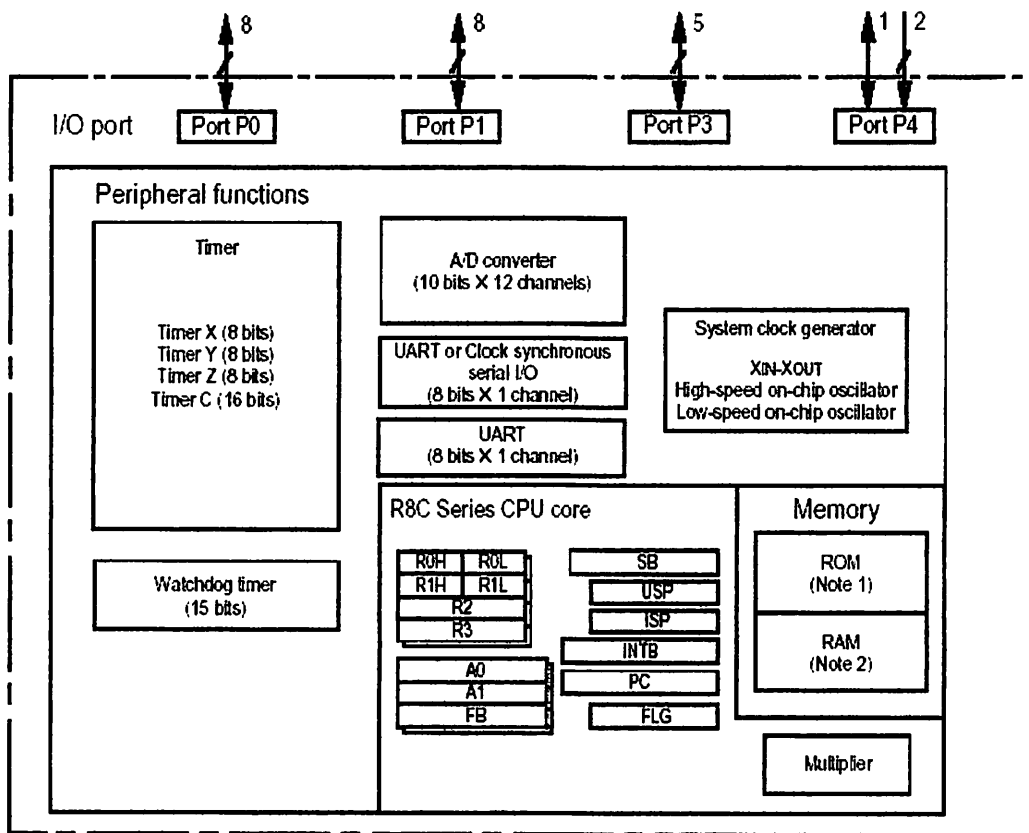 8
8
5
1
2
I/O port
Port P0
Port P1
Port P3
Port P4
Peripheral functions
Timer
Timer X (8 bits)
Timer Y (8 bits)
Timer Z (8 bits)
Timer C (16 bits)
Watchdog timer
(15 bits)
A/D converter
(10 bits X 12 channels)
UART or Clock synchronous
serial I/O
(8 bits X 1 channel)
UART
(8 bits X 1 channel)
System clock generator
XIN-XOUT
High-speed on-chip oscillator
Low-speed on-chip oscillator
R8C Series CPU core
R0H R0L
R1H R1L
R2
R3
A0
A1
FB
SB
USP
ISP
INTB
PC
FLG
Memory
ROM
(Note 1)
RAM
(Note 2)
Multiplier